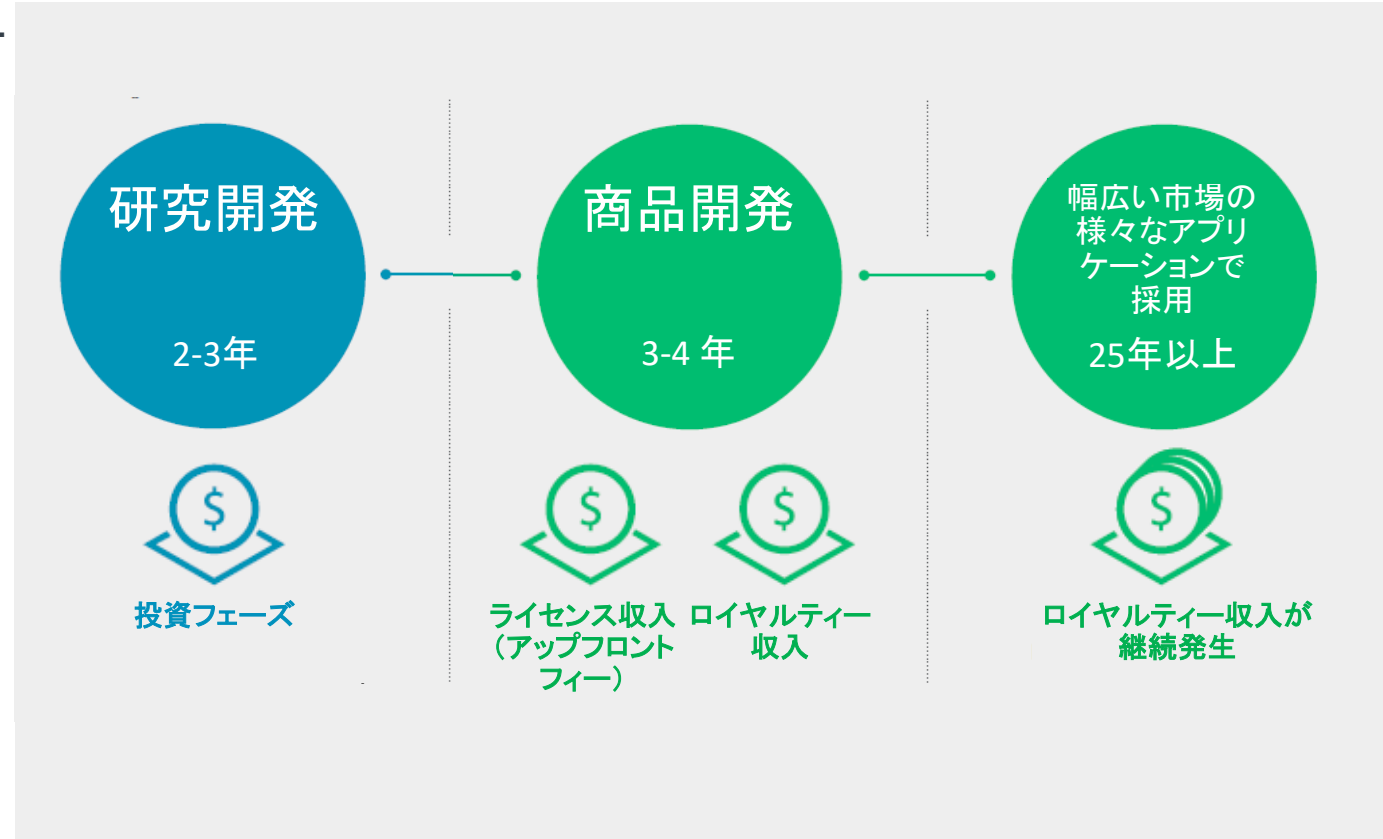 研究開発
2-3年
商品開発
3-4 年
幅広い市場の
様々なアプリ
ケーションで
採用
25年以上
$
投資フェーズ
$
ライセンス収入
（アップフロント
フィー）
$
ロイヤルティー
収入
$
ロイヤルティー収入が
継続発生